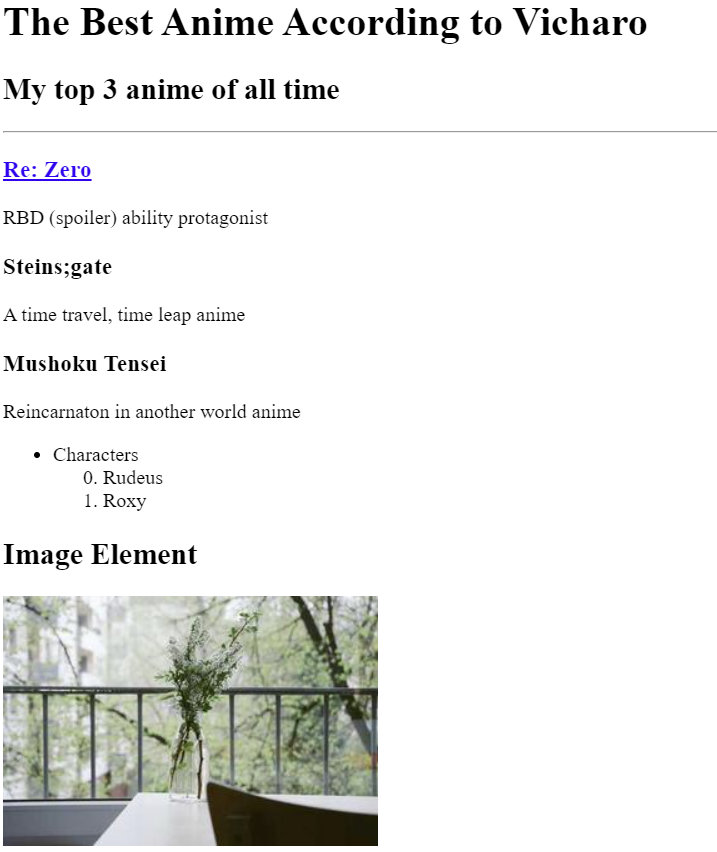 The Best Anime According to Vicharo
My top 3 anime of all time
Re: Zero
RBD (spoiler) ability protagonist
Steins;gate
A time travel, time leap anime
Mushoku Tensei
Reincarnaton in another world anime
• Characters
0. Rudeus
1. Roxy
Image Element